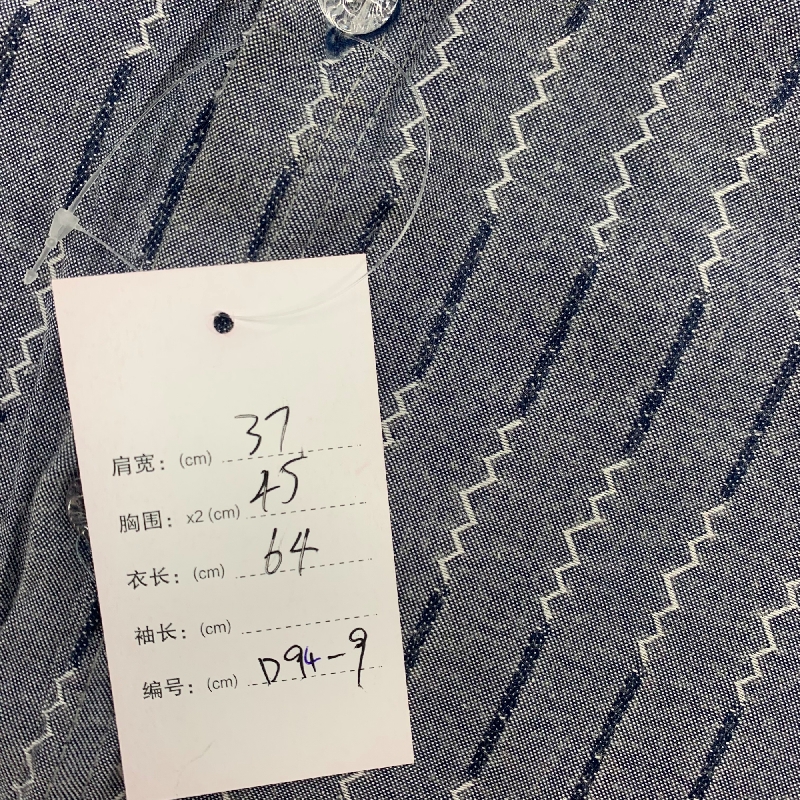 肩宽：(cm) 37
胸围：x2 (cm) 45
衣长：(cm) 64
袖长：(cm)
编号：(cm) D94-9